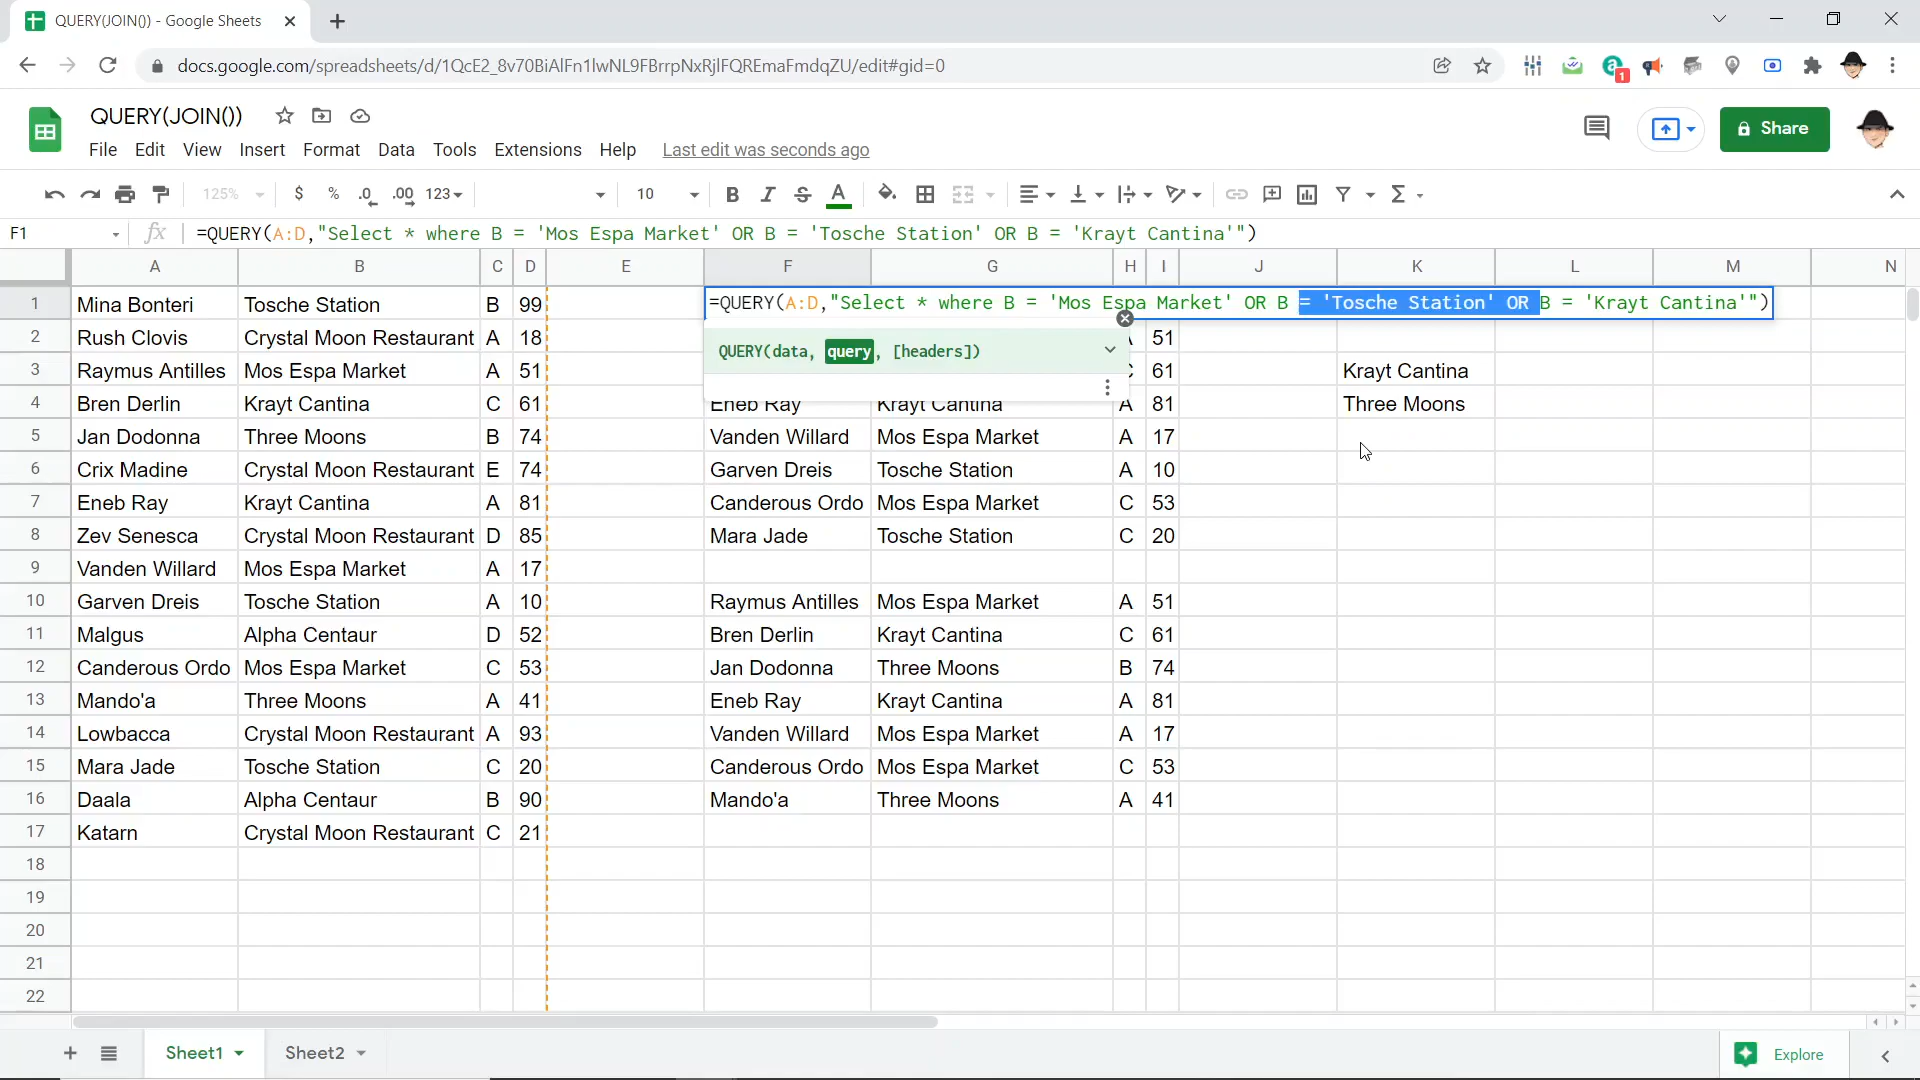 QUERY(JOIN()) - Google Sheets
docs.google.com/spreadsheets/d/1QcE2_8v70BiAlFn1lwNL9FBrrpNxRjlFQREmaFmdqZU/edit#gid=0
1
QUERY(JOIN())
Share
File Edit View Insert Format Data Tools Extensions Help Last edit was seconds ago
125% $ % .0 .00 123 10 B I S A Σ
F1 fx =QUERY(A:D,"Select * where B = 'Mos Espa Market' OR B = 'Tosche Station' OR B = 'Krayt Cantina'")
A B C D E F G H I J K L M N
1 Mina Bonteri Tosche Station B 99 =QUERY(A:D,"Select * where B = 'Mos Espa Market' OR B = 'Tosche Station' OR B = 'Krayt Cantina'")
2 Rush Clovis Crystal Moon Restaurant A 18 51
QUERY(data, query, [headers])
3 Raymus Antilles Mos Espa Market A 51 61 Krayt Cantina
4 Bren Derlin Krayt Cantina C 61 Eneb Ray Krayt Cantina A 81 Three Moons
5 Jan Dodonna Three Moons B 74 Vanden Willard Mos Espa Market A 17
6 Crix Madine Crystal Moon Restaurant E 74 Garven Dreis Tosche Station A 10
7 Eneb Ray Krayt Cantina A 81 Canderous Ordo Mos Espa Market C 53
8 Zev Senesca Crystal Moon Restaurant D 85 Mara Jade Tosche Station C 20
9 Vanden Willard Mos Espa Market A 17
10 Garven Dreis Tosche Station A 10 Raymus Antilles Mos Espa Market A 51
11 Malgus Alpha Centaur D 52 Bren Derlin Krayt Cantina C 61
12 Canderous Ordo Mos Espa Market C 53 Jan Dodonna Three Moons B 74
13 Mando'a Three Moons A 41 Eneb Ray Krayt Cantina A 81
14 Lowbacca Crystal Moon Restaurant A 93 Vanden Willard Mos Espa Market A 17
15 Mara Jade Tosche Station C 20 Canderous Ordo Mos Espa Market C 53
16 Daala Alpha Centaur B 90 Mando'a Three Moons A 41
17 Katarn Crystal Moon Restaurant C 21
18
19
20
21
22
Sheet1 Sheet2 Explore